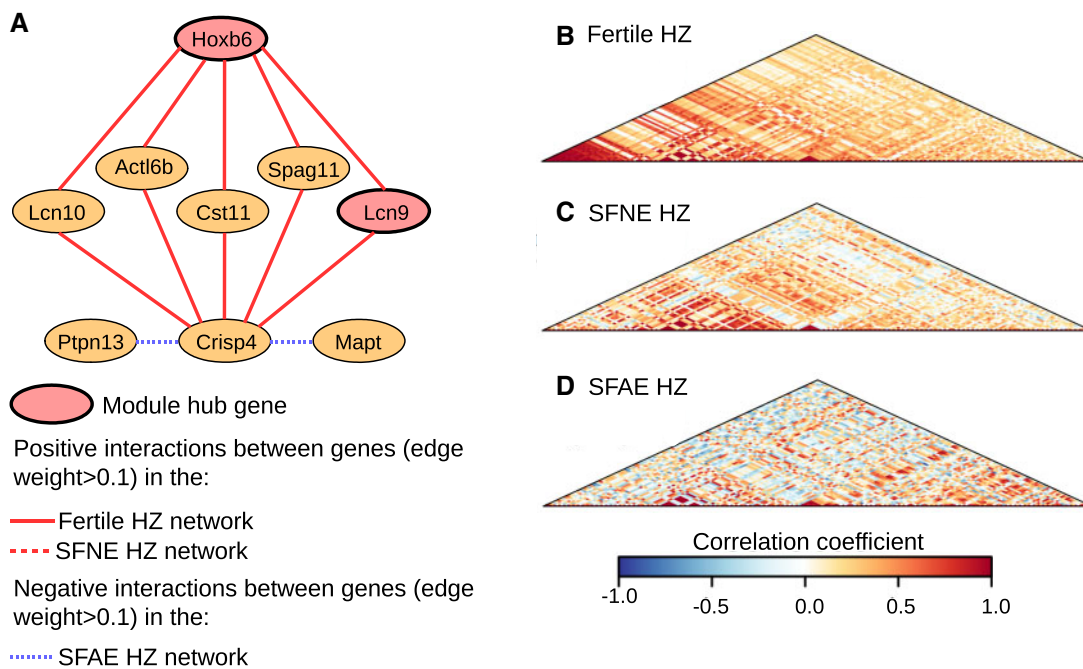 A
Hoxb6
Actl6b
Spag11
Lcn10
Cst11
Lcn9
Ptpn13
Crisp4
Mapt
Module hub gene
Positive interactions between genes (edge
weight>0.1) in the:
Fertile HZ network
SFNE HZ network
Negative interactions between genes (edge
weight>0.1) in the:
SFAE HZ network
B Fertile HZ
C SFNE HZ
D SFAE HZ
Correlation coefficient
-1.0 -0.5 0.0 0.5 1.0